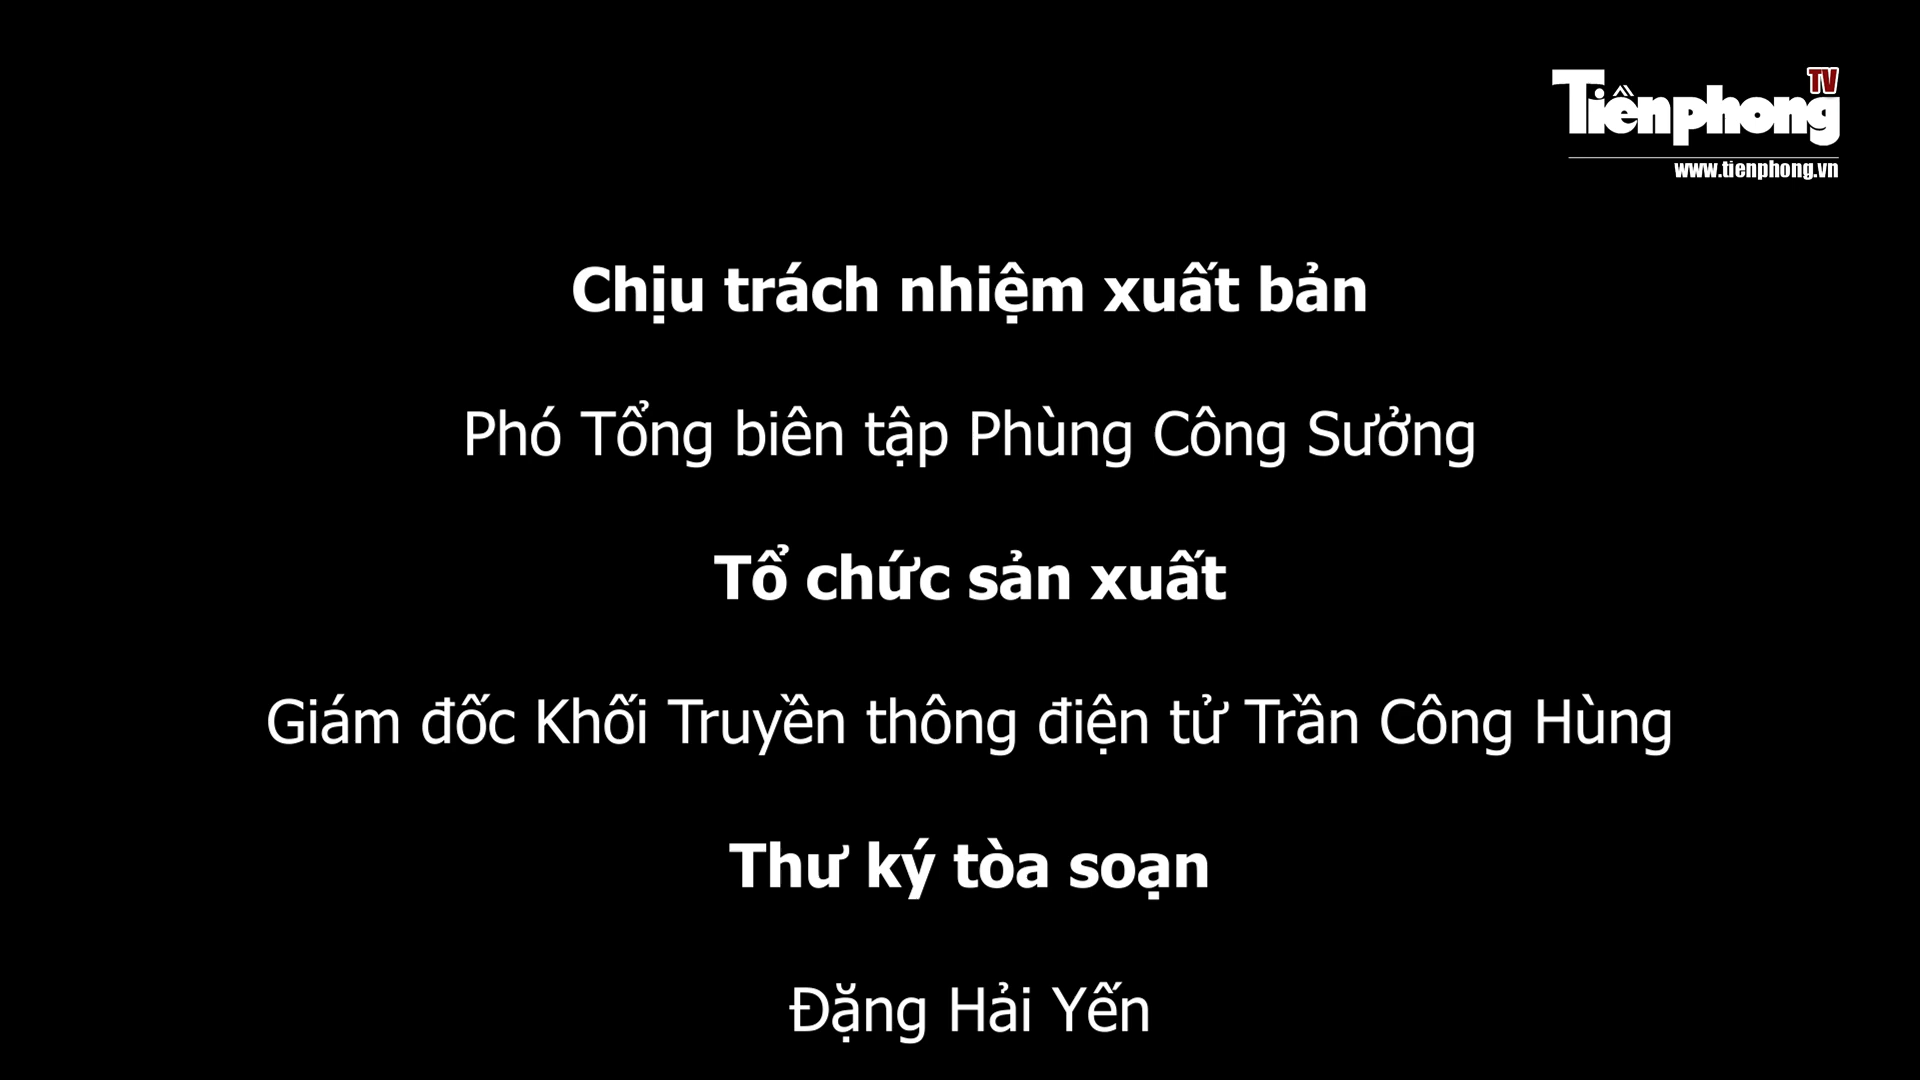 Tiềnphong TV
www.tienphong.vn
Chịu trách nhiệm xuất bản
Phó Tổng biên tập Phùng Công Sưởng
Tổ chức sản xuất
Giám đốc Khối Truyền thông điện tử Trần Công Hùng
Thư ký tòa soạn
Đặng Hải Yến